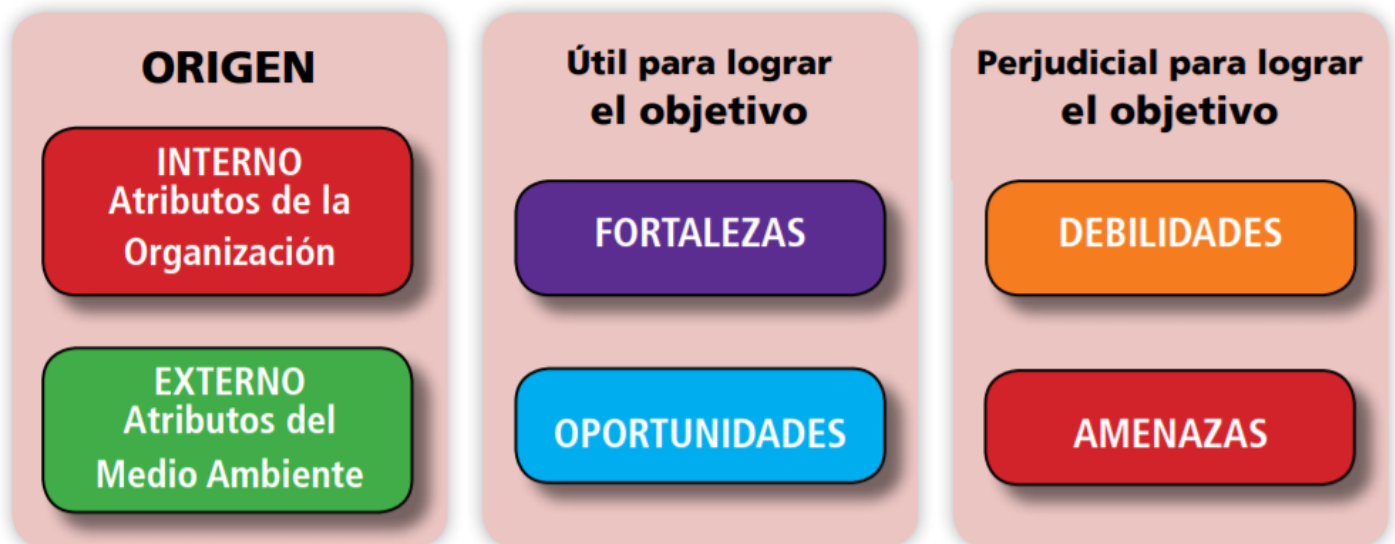 ORIGEN
INTERNO
Atributos de la
Organización
EXTERNO
Atributos del
Medio Ambiente
Útil para lograr
el objetivo
FORTALEZAS
OPORTUNIDADES
Perjudicial para lograr
el objetivo
DEBILIDADES
AMENAZAS